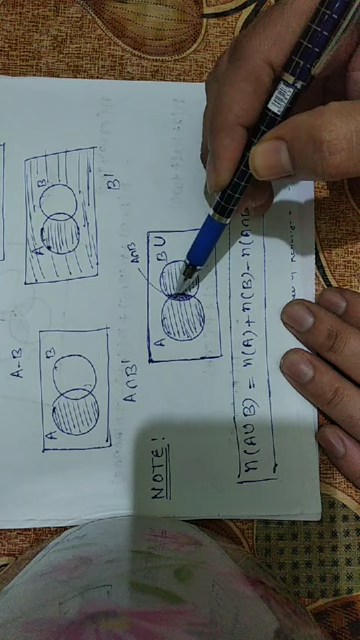 A-B
A B
A B
A∩B'
B'
NOTE:
A∩B
A B U
n(A∪B) = n(A)+n(B)-n(A∩B